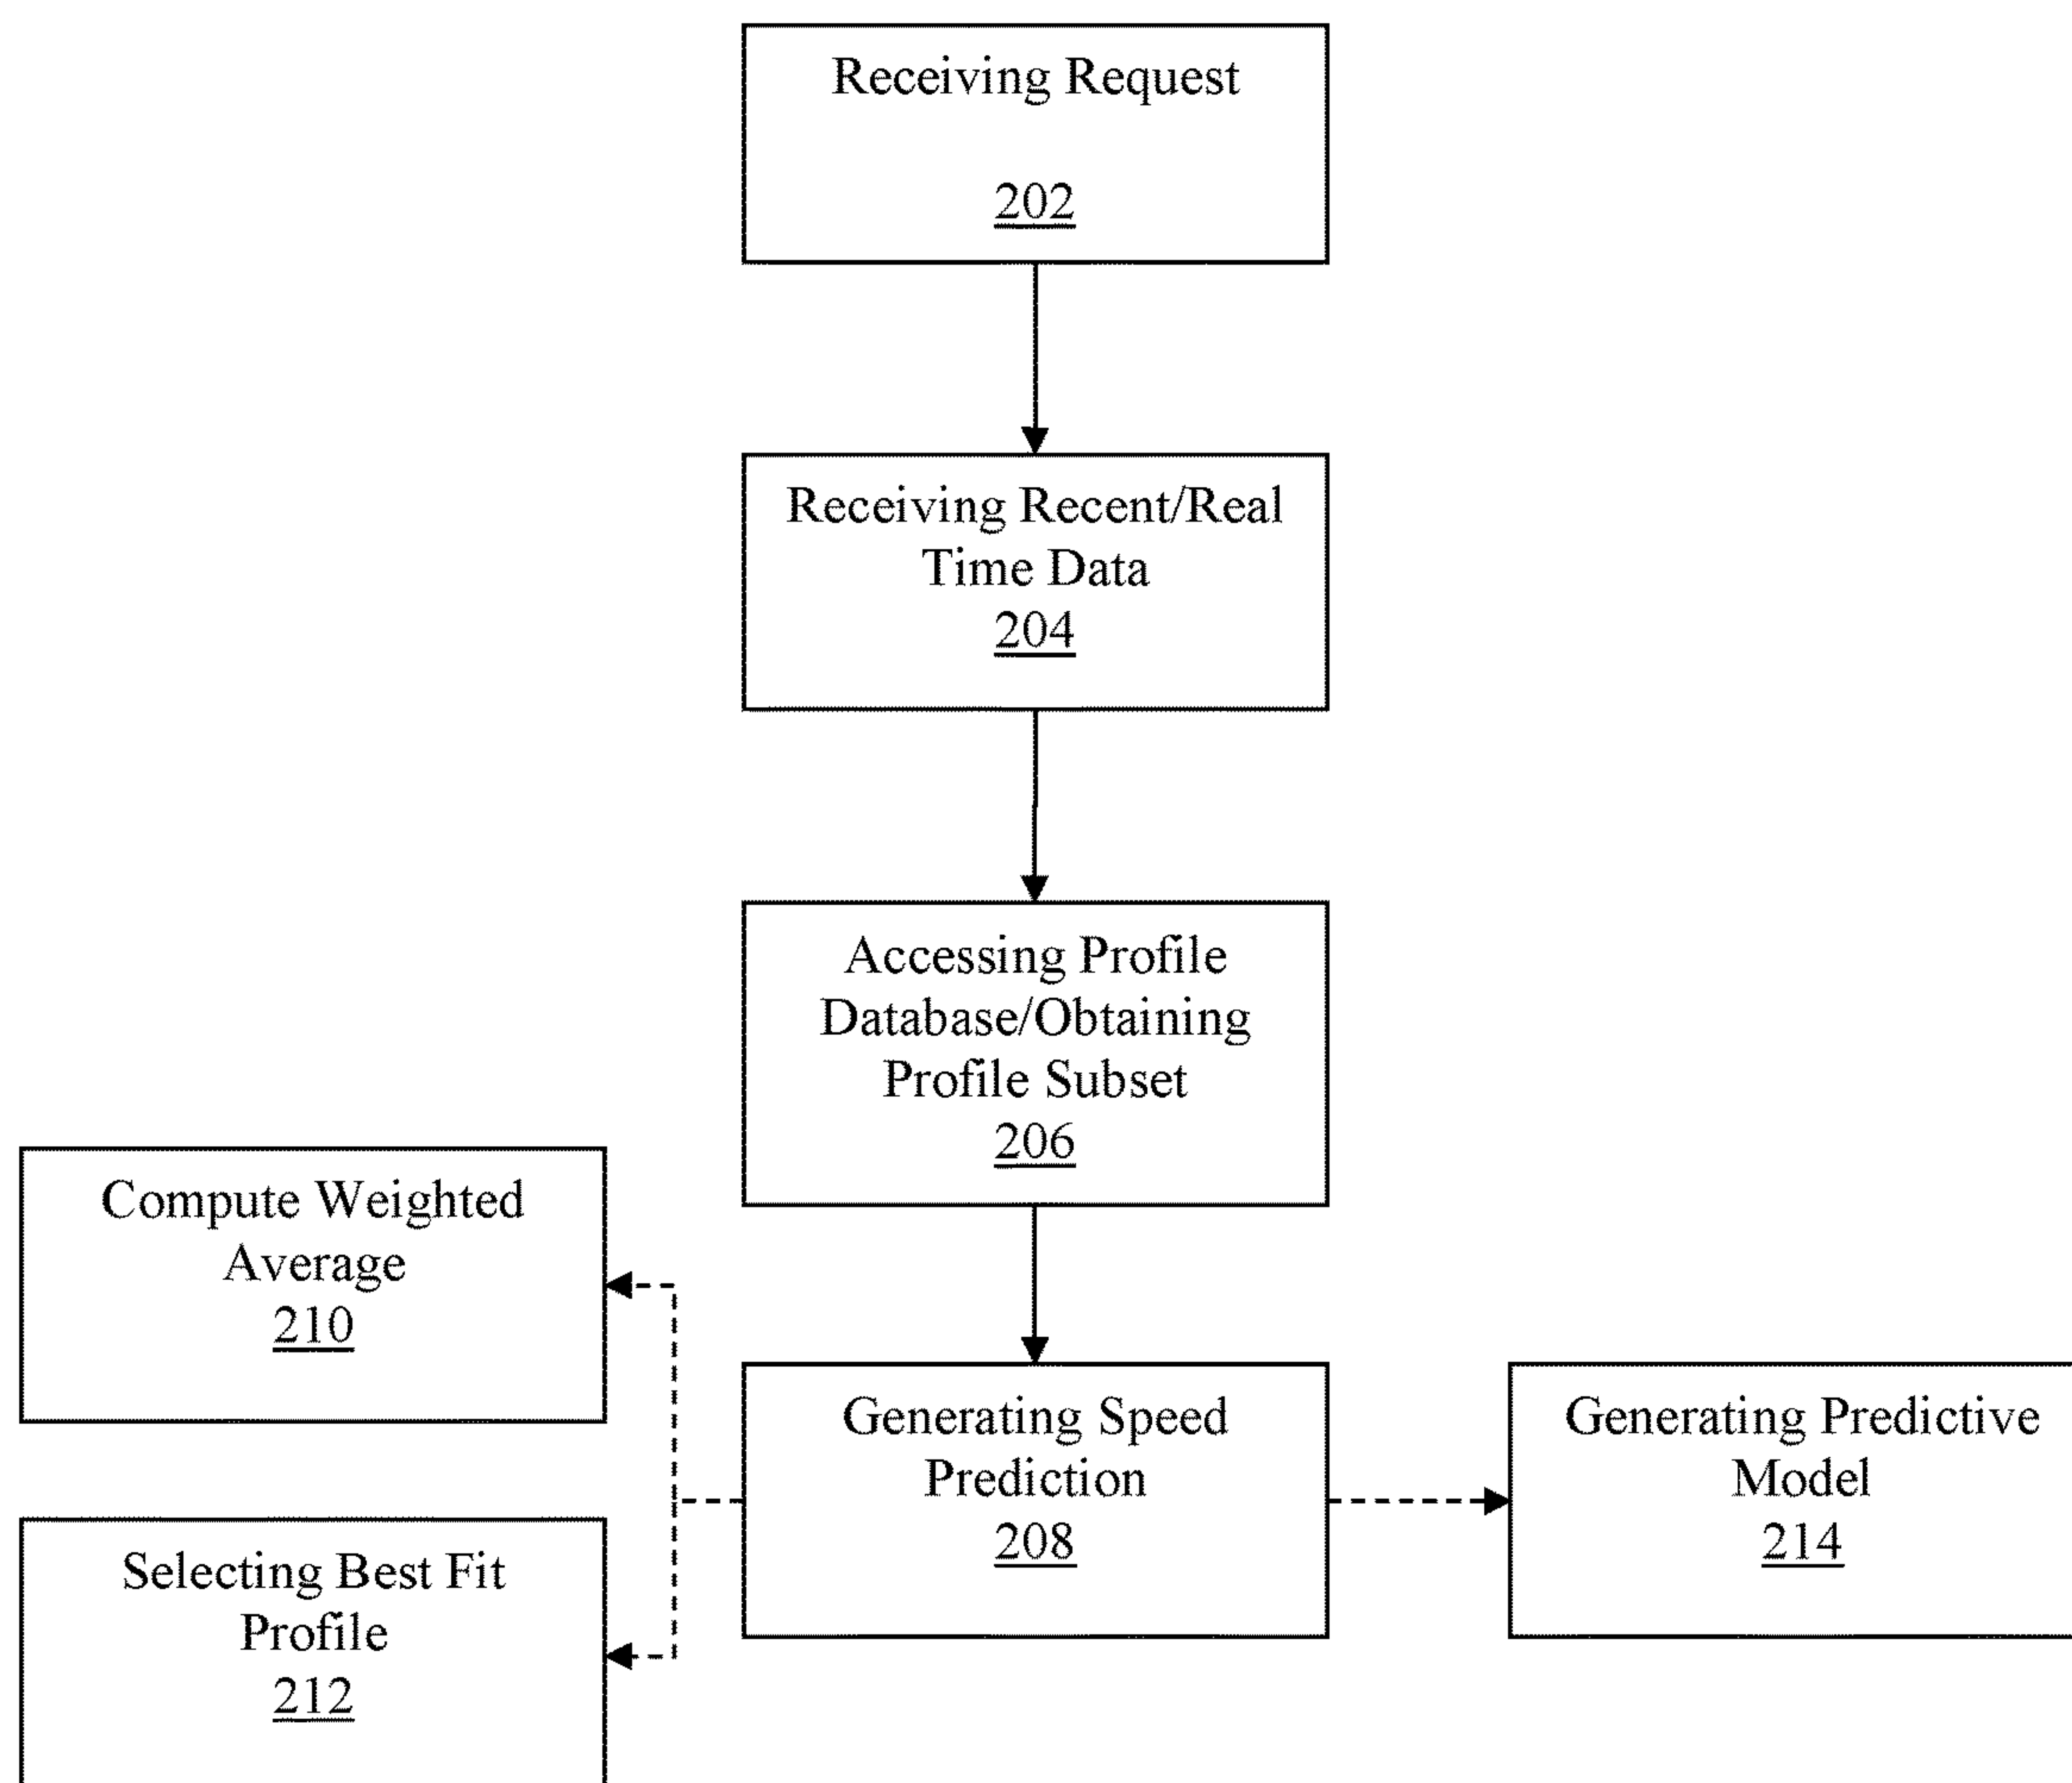 Receiving Request
202
Receiving Recent/Real
Time Data
204
Accessing Profile
Database/Obtaining
Profile Subset
206
Compute Weighted
Average
210
Generating Speed
Prediction
208
Generating Predictive
Model
214
Selecting Best Fit
Profile
212